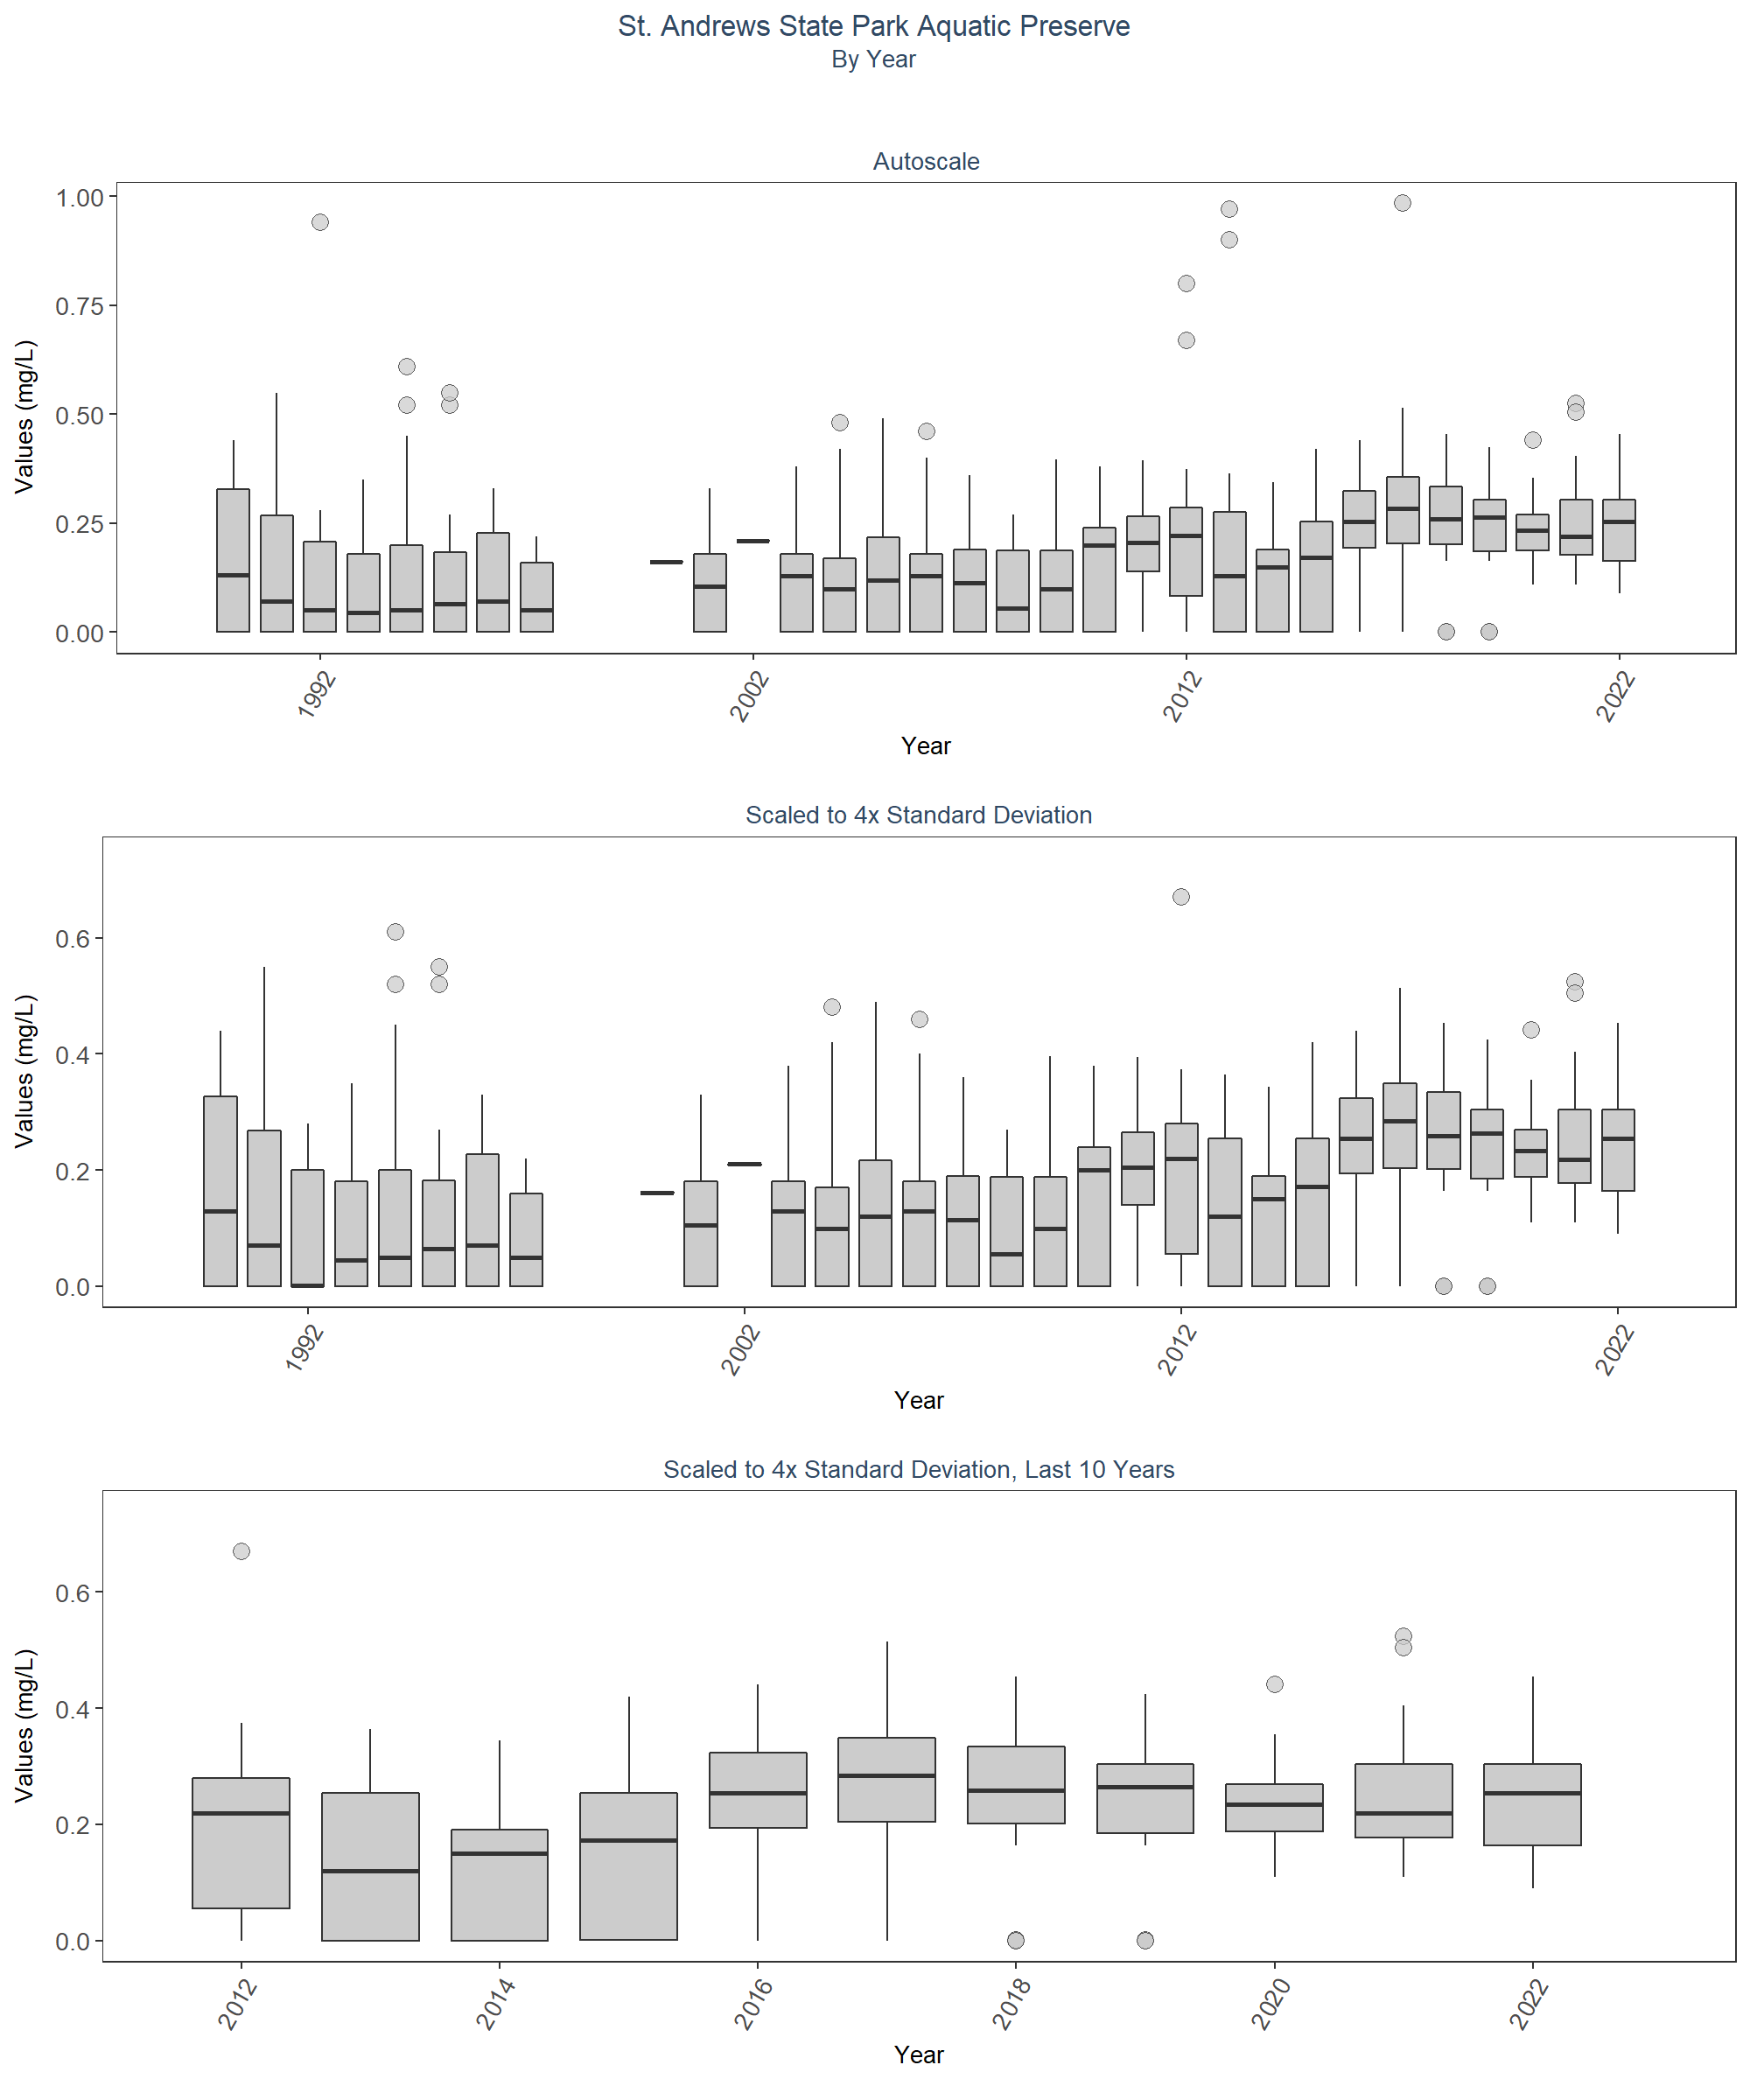 St. Andrews State Park Aquatic Preserve
By Year
Autoscale
Values (mg/L)
1.00
0.75
0.50
0.25
0.00
1992 2002 2012 2022
Year
Scaled to 4x Standard Deviation
Values (mg/L)
0.6
0.4
0.2
0.0
1992 2002 2012 2022
Year
Scaled to 4x Standard Deviation, Last 10 Years
Values (mg/L)
0.6
0.4
0.2
0.0
2012 2014 2016 2018 2020 2022
Year